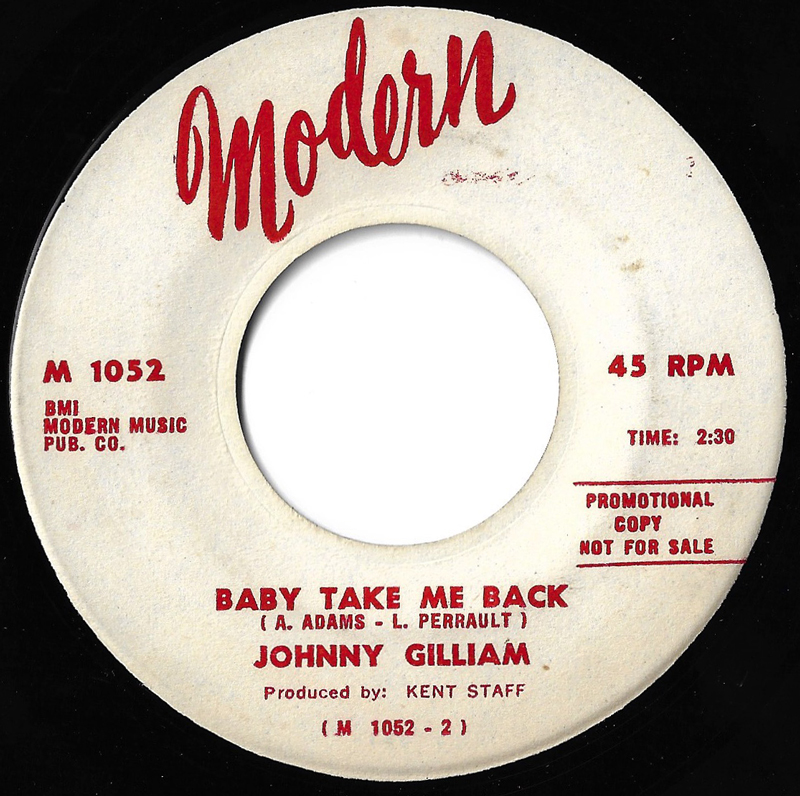 Modern
M 1052
45 RPM
BMI
MODERN MUSIC
PUB. CO.
TIME: 2:30
PROMOTIONAL
COPY
NOT FOR SALE
BABY TAKE ME BACK
( A. ADAMS - L. PERRAULT )
JOHNNY GILLIAM
Produced by: KENT STAFF
( M 1052 - 2 )